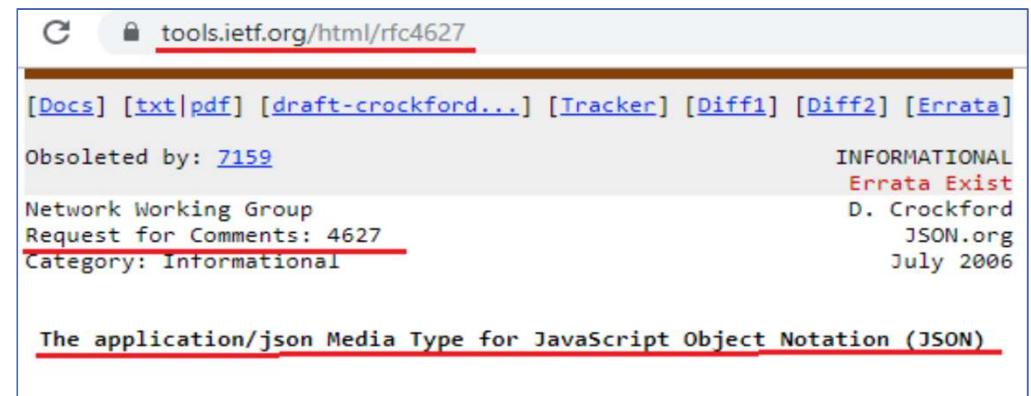 tools.ietf.org/html/rfc4627
[Docs] [txt|pdf] [draft-crockford...] [Tracker] [Diff1] [Diff2] [Errata]
Obsoleted by: 7159 INFORMATIONAL
Errata Exist
Network Working Group D. Crockford
Request for Comments: 4627 JSON.org
Category: Informational July 2006
The application/json Media Type for JavaScript Object Notation (JSON)